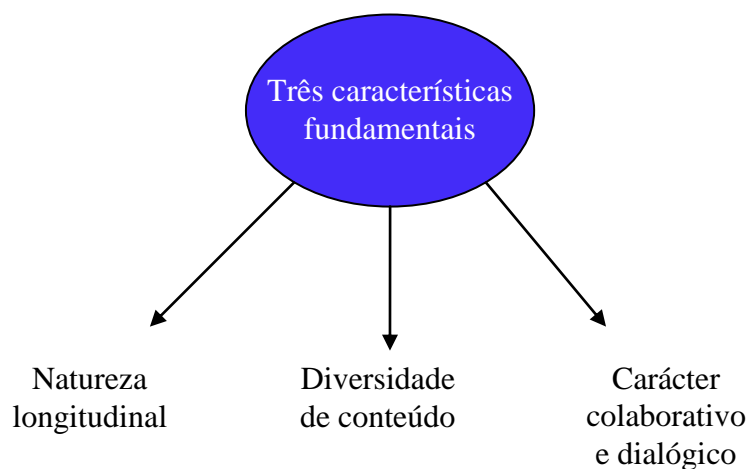 Três características
fundamentais
Natureza
longitudinal
Diversidade
de conteúdo
Carácter
colaborativo
e dialógico